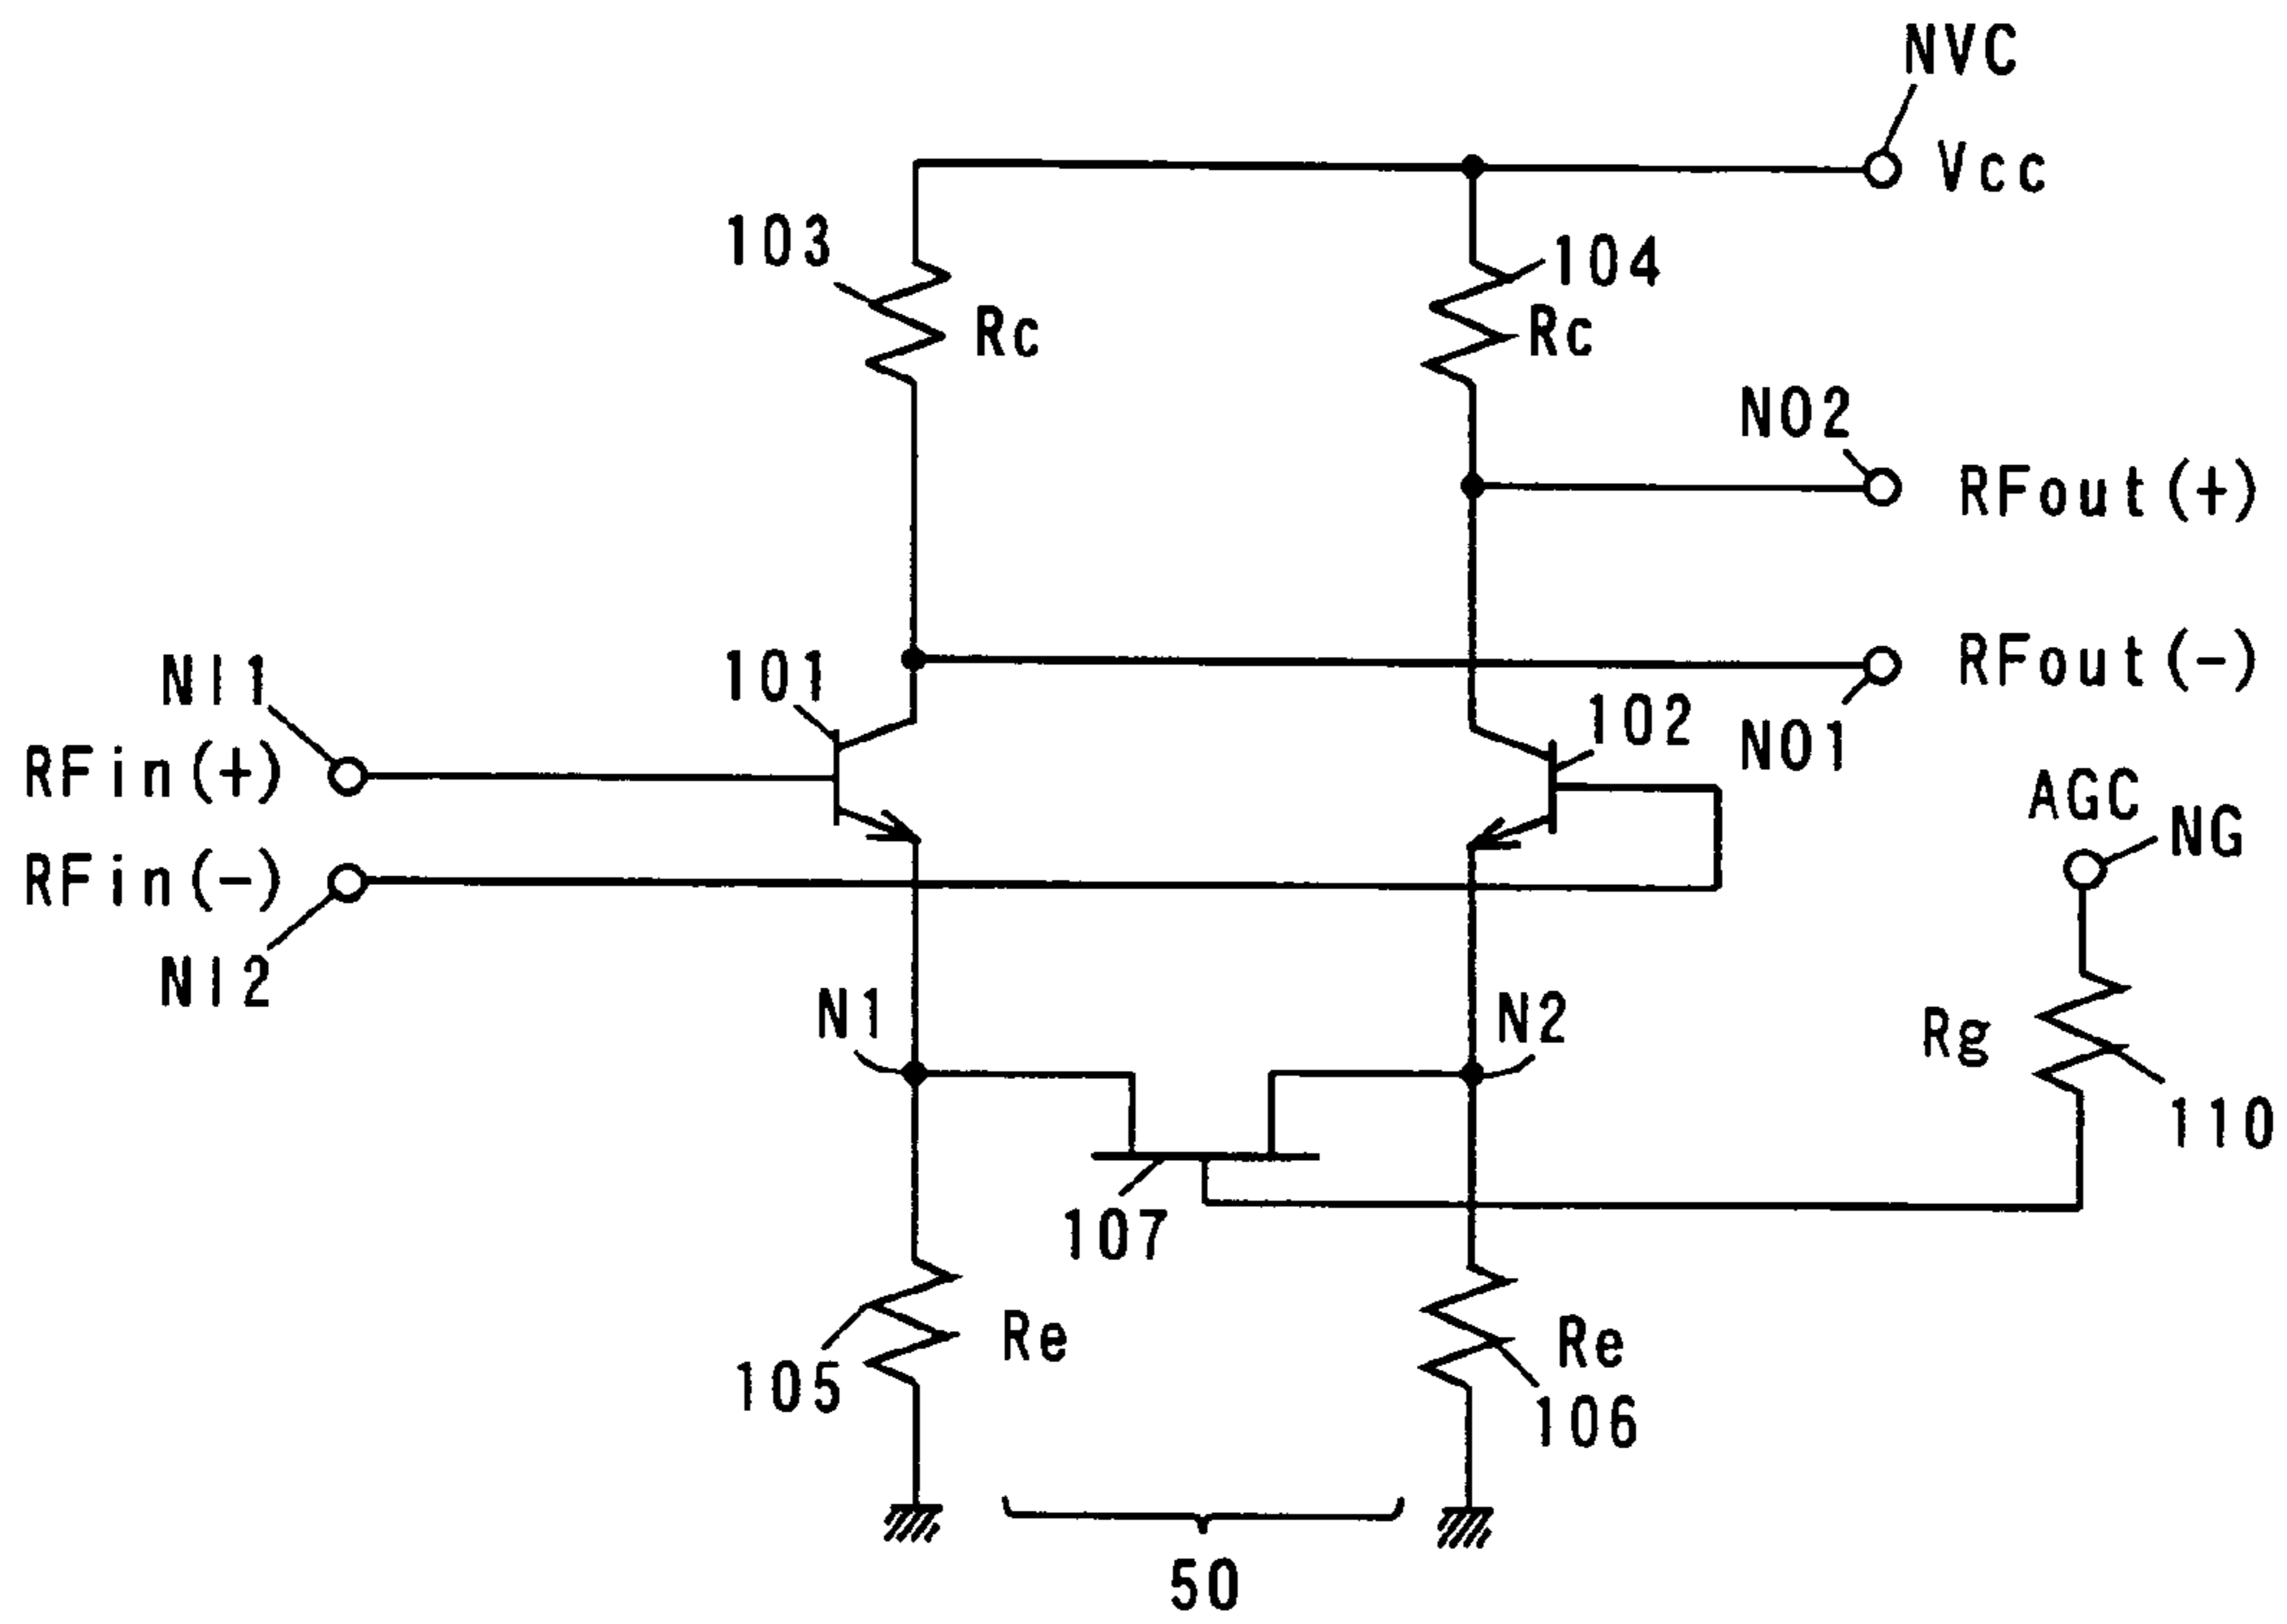 NVC
Vcc
103
104
Rc
Rc
NO2
RFout(+)
NI1
101
RFout(-)
102
NO1
RFin(+)
AGC
NG
RFin(-)
NI2
N1
N2
Rg
110
107
Re
Re
105
106
50